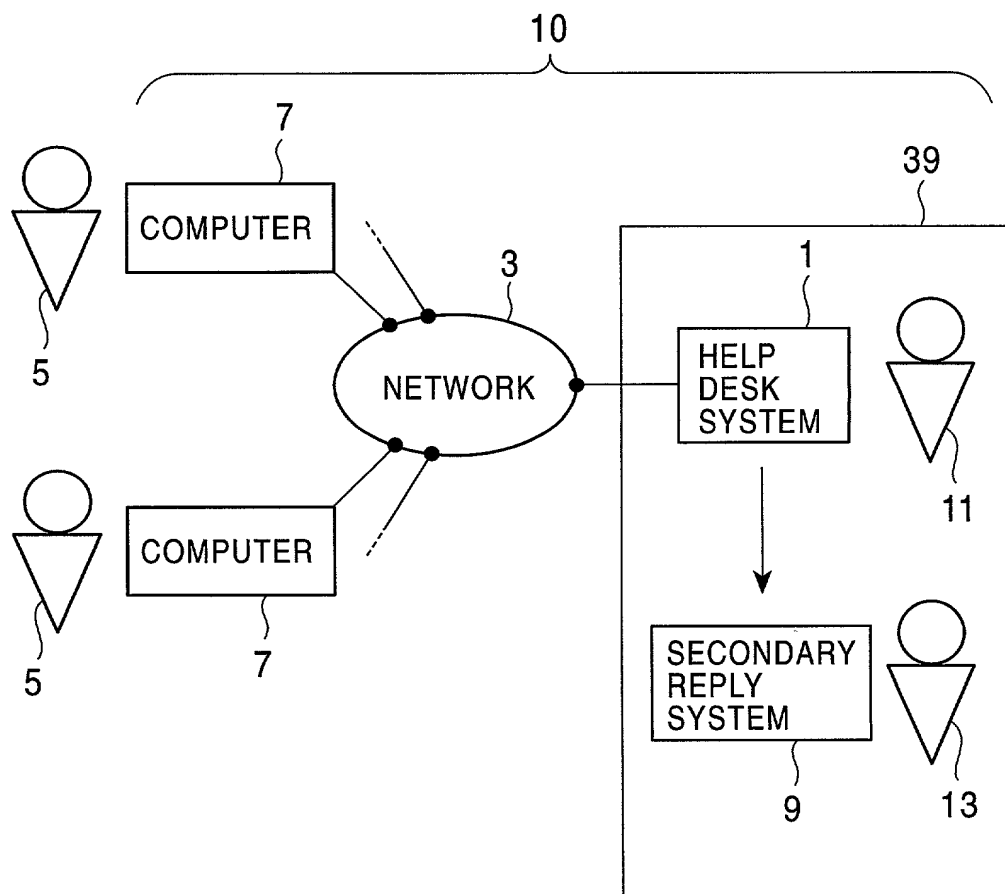 10
7
39
COMPUTER
3
1
5
HELP
DESK
SYSTEM
NETWORK
11
COMPUTER
5
7
SECONDARY
REPLY
SYSTEM
9
13